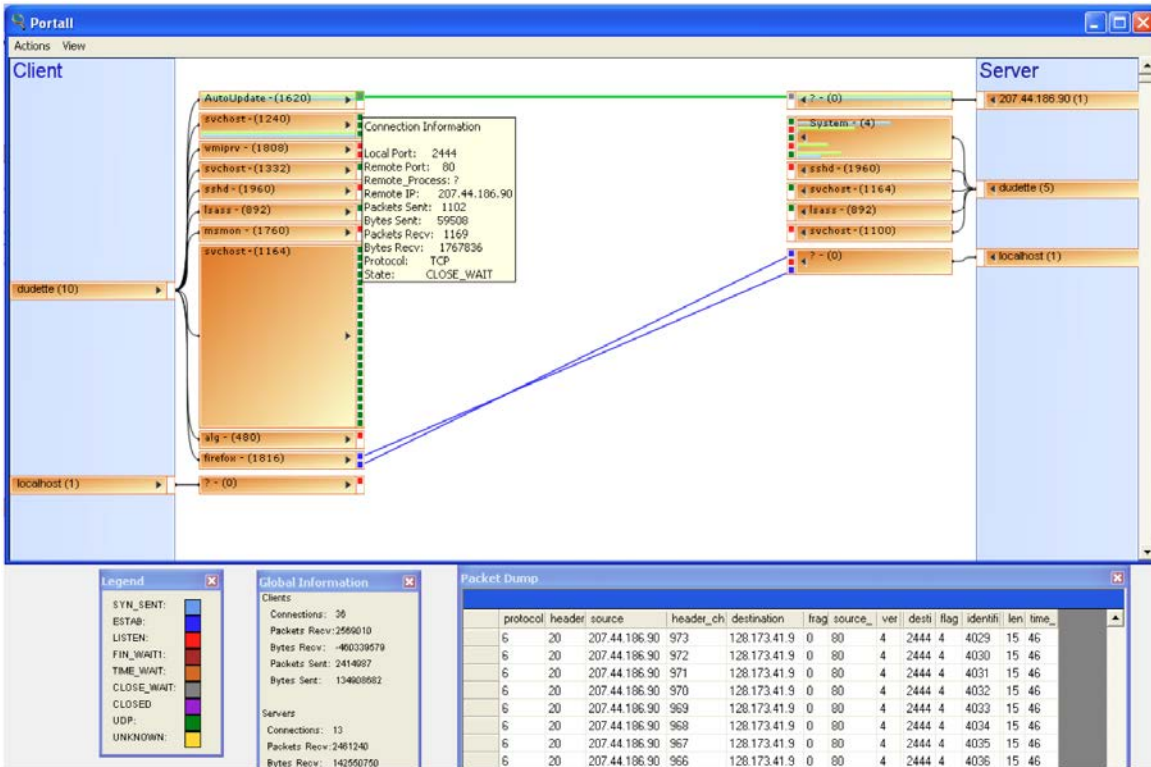 Portall
Actions View
Client
Server
AutoUpdate - (1620)
svchost - (1240)
wmiprv - (1808)
svchost - (1332)
sshd - (1960)
lsass - (892)
msmon - (1760)
svchost - (1164)
alg - (480)
firefox - (1816)
? - (0)
dudette (10)
localhost (1)
Connection Information
Local Port: 2444
Remote Port: 80
Remote_Process: ?
Remote IP: 207.44.186.90
Packets Sent: 1102
Bytes Sent: 59508
Packets Recv: 1169
Bytes Recv: 1767836
Protocol: TCP
State: CLOSE_WAIT
? - (0)
System - (4)
sshd - (1960)
svchost - (1164)
lsass - (892)
svchost - (1100)
? - (0)
207.44.186.90 (1)
dudette (5)
localhost (1)
Legend
SYN_SENT:
ESTAB:
LISTEN:
FIN_WAIT1:
TIME_WAIT:
CLOSE_WAIT:
CLOSED
UDP:
UNKNOWN:
Global Information
Clients
Connections: 36
Packets Recv: 2569010
Bytes Recv: -460339579
Packets Sent: 2414987
Bytes Sent: 134908682
Servers
Connections: 13
Packets Recv: 2461240
Bytes Recv: 142550750
Packet Dump
protocol header source header_ch destination frag source_ ver desti flag identifi len time_
6 20 207.44.186.90 973 128.173.41.9 0 80 4 2444 4 4029 15 46
6 20 207.44.186.90 972 128.173.41.9 0 80 4 2444 4 4030 15 46
6 20 207.44.186.90 971 128.173.41.9 0 80 4 2444 4 4031 15 46
6 20 207.44.186.90 970 128.173.41.9 0 80 4 2444 4 4032 15 46
6 20 207.44.186.90 969 128.173.41.9 0 80 4 2444 4 4033 15 46
6 20 207.44.186.90 968 128.173.41.9 0 80 4 2444 4 4034 15 46
6 20 207.44.186.90 967 128.173.41.9 0 80 4 2444 4 4035 15 46
6 20 207.44.186.90 966 128.173.41.9 0 80 4 2444 4 4036 15 46